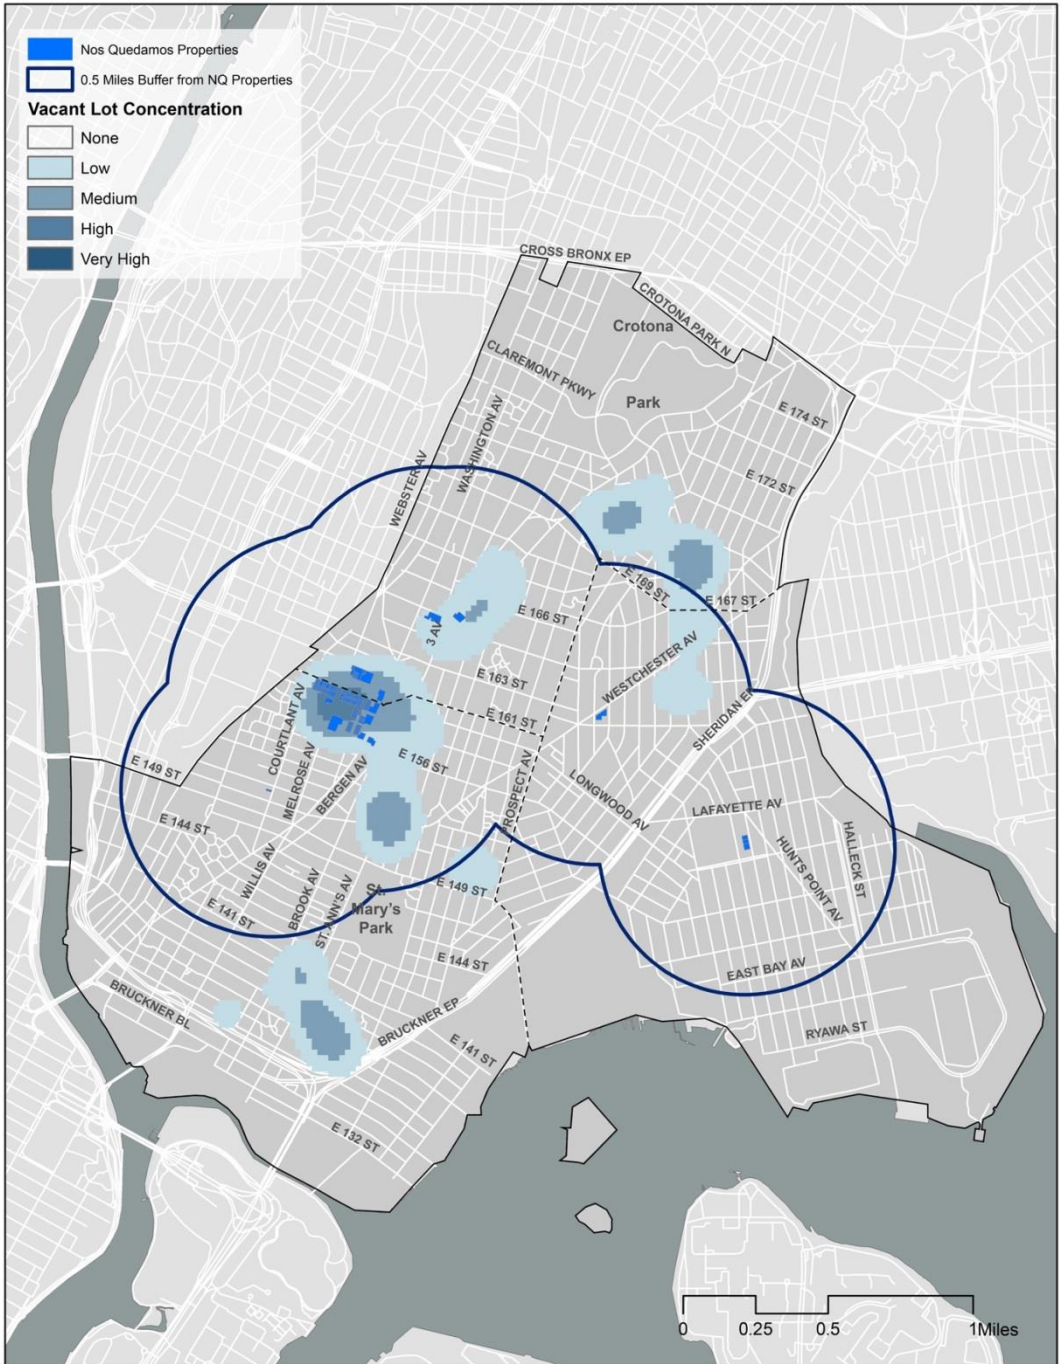 Nos Quedamos Properties
0.5 Miles Buffer from NQ Properties
Vacant Lot Concentration
None
Low
Medium
High
Very High
CROSS BRONX EP
CROTONA PARK N
Crotona
Park
CLAREMONT PKWY
WASHINGTON AV
WEBSTER AV
E 174 ST
E 172 ST
E 169 ST
E 167 ST
E 166 ST
3 AV
E 163 ST
WESTCHESTER AV
E 161 ST
SHERIDAN E
COURTLANT AV
MELROSE AV
BERGEN AV
E 156 ST
PROSPECT AV
LONGWOOD AV
E 149 ST
LAFAYETTE AV
E 144 ST
WILLIS AV
BROOK AV
ST. ANN'S AV
E 149 ST
St.
Mary's
Park
HUNTS POINT AV
HALLECK ST
E 141 ST
E 144 ST
EAST BAY AV
BRUCKNER BL
BRUCKNER EP
RYAWA ST
E 141 ST
E 132 ST
0 0.25 0.5 1Miles